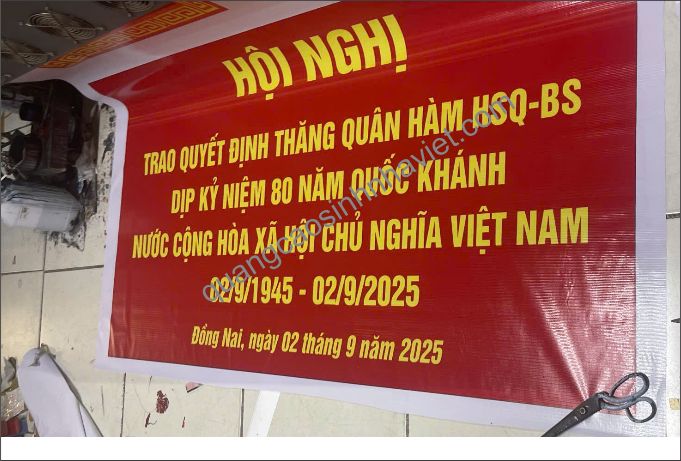 HỘI NGHỊ
TRAO QUYẾT ĐỊNH THĂNG QUÂN HÀM HSQ-BS
DỊP KỶ NIỆM 80 NĂM QUỐC KHÁNH
NƯỚC CỘNG HÒA XÃ HỘI CHỦ NGHĨA VIỆT NAM
02/9/1945 - 02/9/2025
Đồng Nai, ngày 02 tháng 9 năm 2025
quangcaosinhnhaviet.com